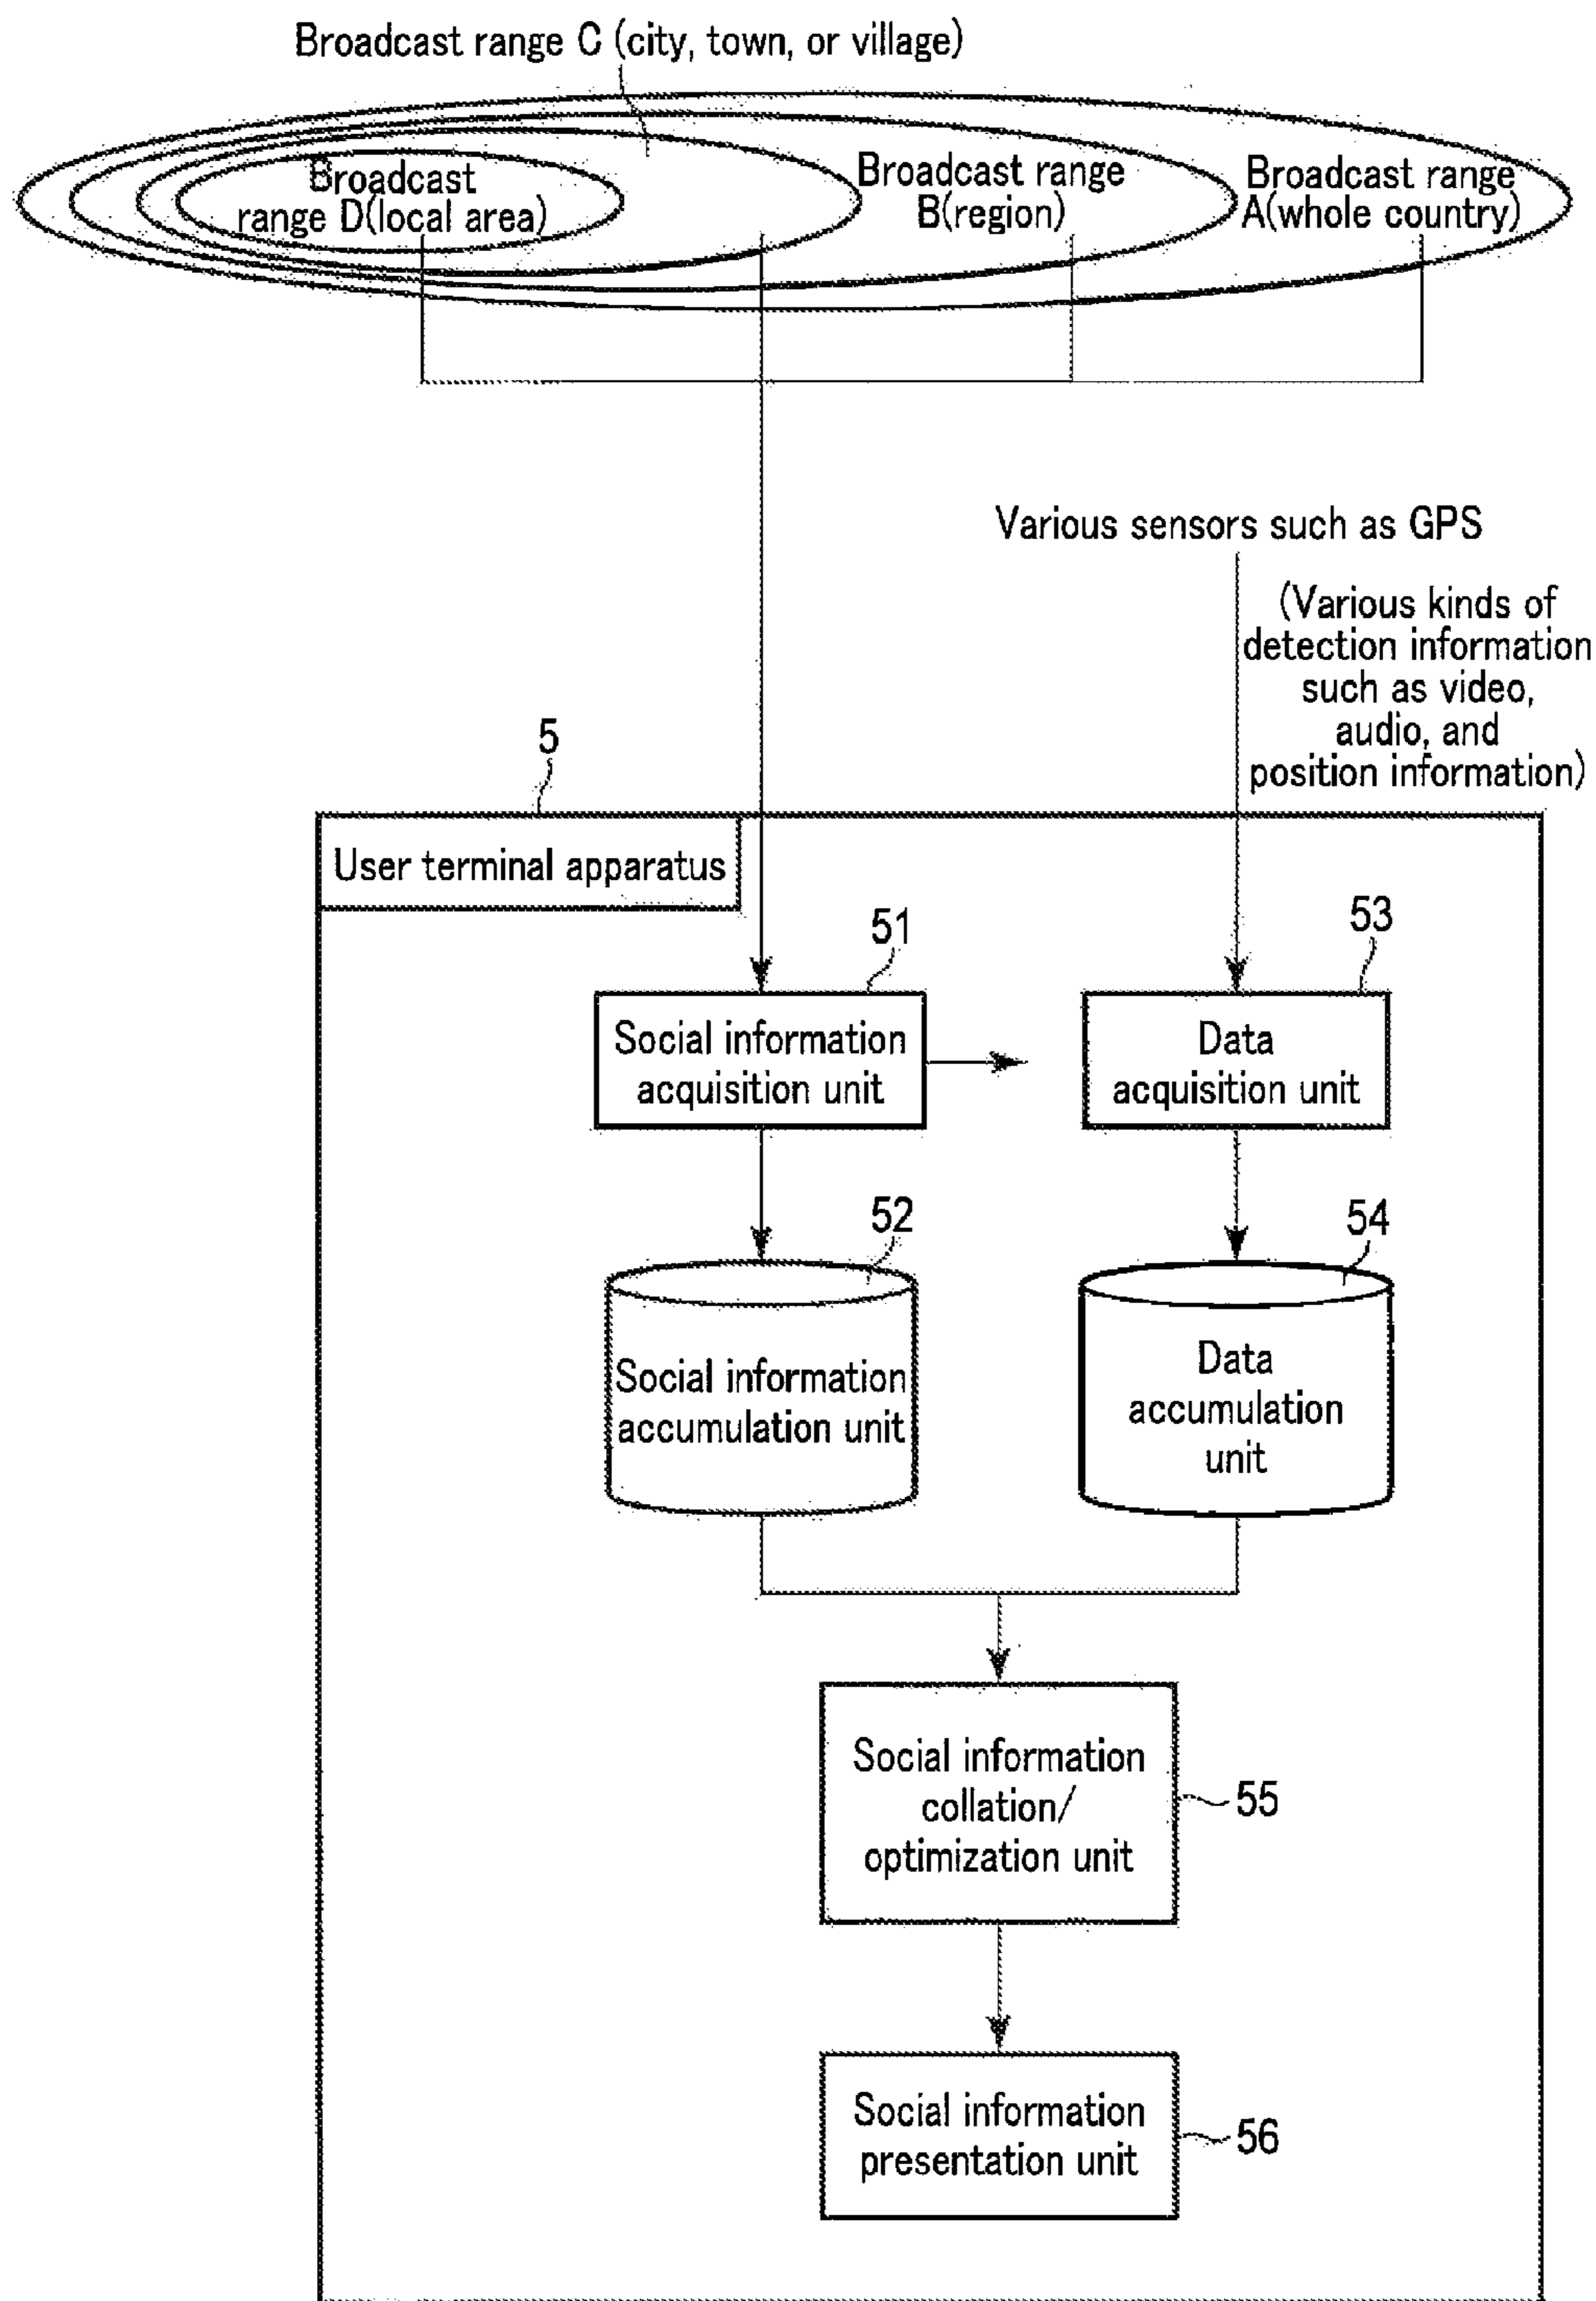 Broadcast range C (city, town, or village)
Broadcast
range D(local area)
Broadcast range
B(region)
Broadcast range
A(whole country)
Various sensors such as GPS
(Various kinds of
detection information
such as video,
audio, and
position information)
5
User terminal apparatus
51
Social information
acquisition unit
53
Data
acquisition unit
52
Social information
accumulation unit
54
Data
accumulation
unit
Social information
collation/
optimization unit
55
Social information
presentation unit
56